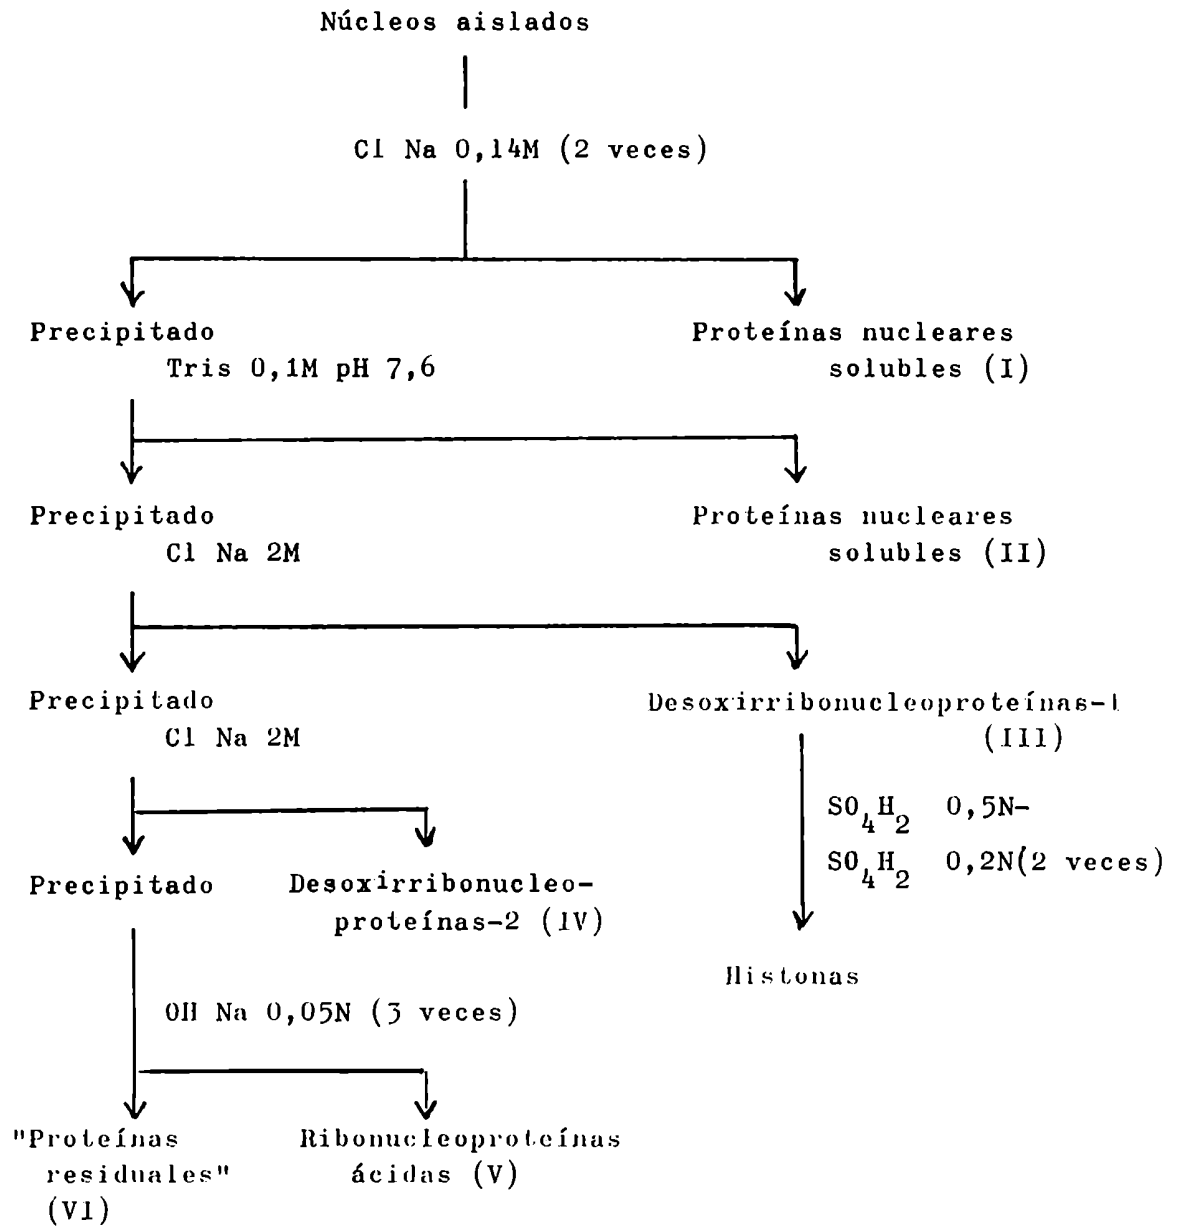 Núcleos aislados
Cl Na 0,14M (2 veces)
Precipitado
Tris 0,1M pH 7,6
Proteínas nucleares
solubles (I)
Precipitado
Cl Na 2M
Proteínas nucleares
solubles (II)
Precipitado
Cl Na 2M
Desoxirribonucleoproteínas-1
(III)
SO4H2 0,5N-
SO4H2 0,2N(2 veces)
Precipitado
Desoxirribonucleo-
proteínas-2 (IV)
Histonas
OH Na 0,05N (3 veces)
"Proteínas
residuales"
(VI)
Ribonucleoproteínas
ácidas (V)